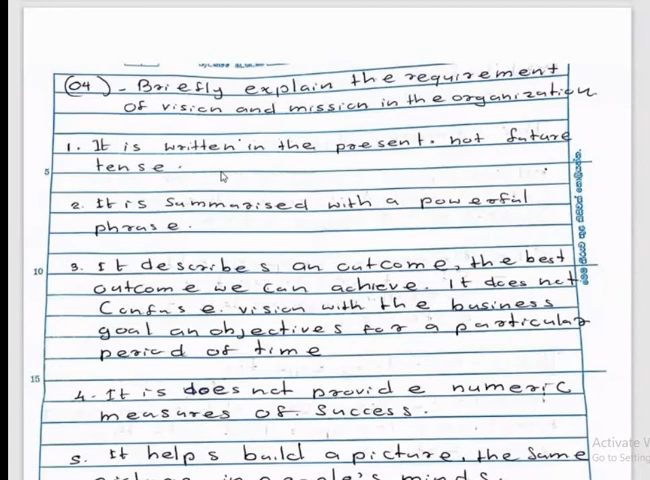 (04) - Briefly explain the requirement
of vision and mission in the organization
1. It is written in the present. not future
tense.
5
2. It is summarised with a powerful
phrase.
10
3. It describes an outcome, the best
outcome we can achieve. It does not
Confuse vision with the business
goal an objectives for a particular
period of time
15
4. It is does not provide numeric
measures of success.
5. It helps build a picture, the same
in people's minds.
Activate W
Go to Setting